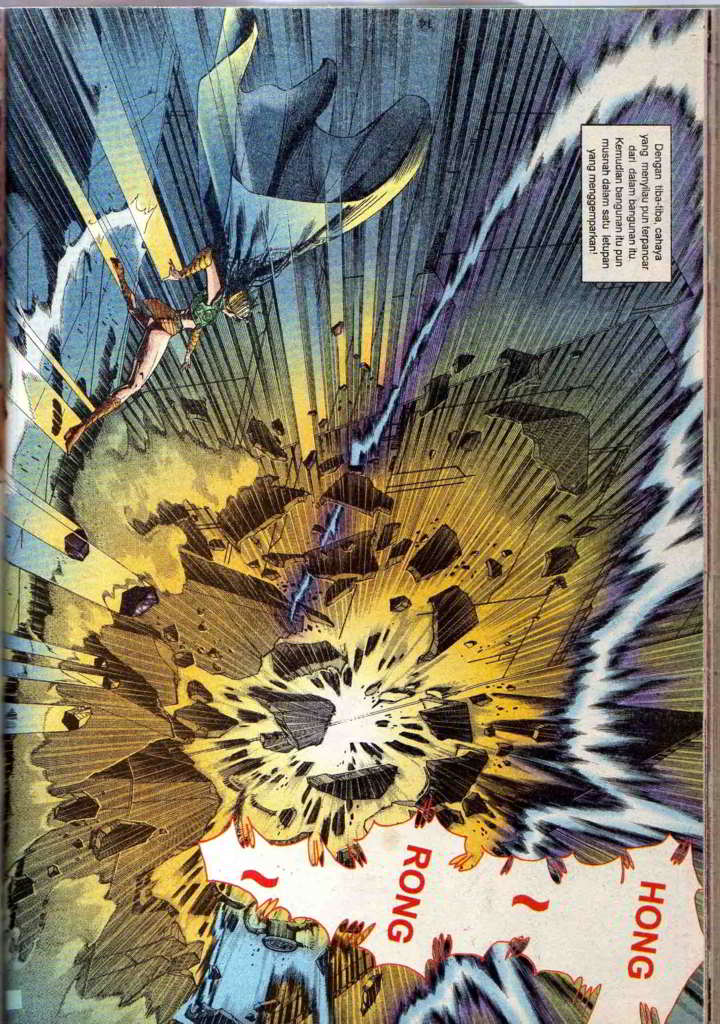 Dengan tiba-tiba, cahaya
yang menyilau pun terpancar
dari dalam bangunan itu.
Kemudian bangunan itu pun
musnah dalam satu letupan
yang menggemparkan!
HONG
~
RONG
~